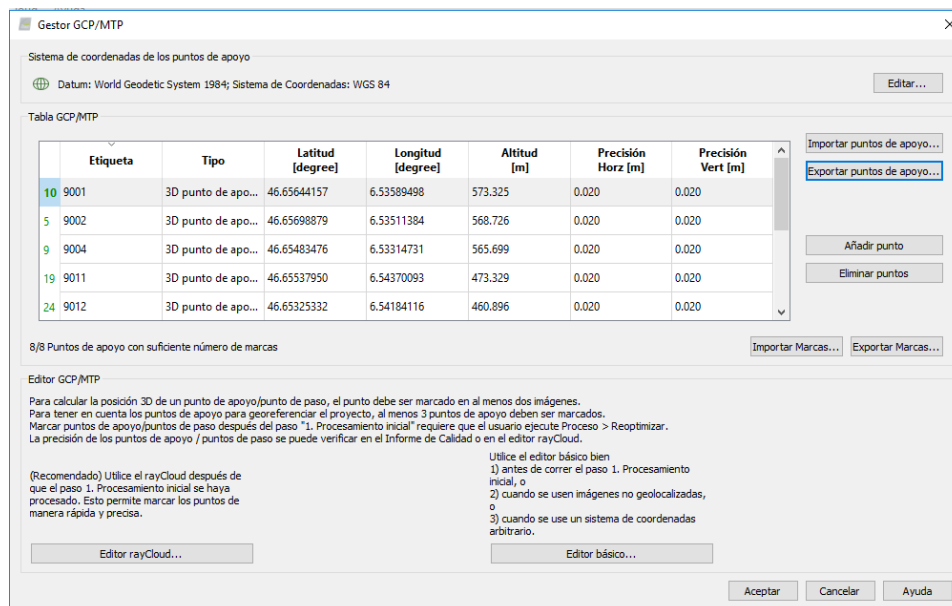 Gestor GCP/MTP
Sistema de coordenadas de los puntos de apoyo
Datum: World Geodetic System 1984; Sistema de Coordenadas: WGS 84
Editar...
Tabla GCP/MTP
Etiqueta Tipo Latitud [degree] Longitud [degree] Altitud [m] Precisión Horz [m] Precisión Vert [m]
10 9001 3D punto de apo... 46.65644157 6.53589498 573.325 0.020 0.020
5 9002 3D punto de apo... 46.65698879 6.53511384 568.726 0.020 0.020
9 9004 3D punto de apo... 46.65483476 6.53314731 565.699 0.020 0.020
19 9011 3D punto de apo... 46.65537950 6.54370093 473.329 0.020 0.020
24 9012 3D punto de apo... 46.65325332 6.54184116 460.896 0.020 0.020
Importar puntos de apoyo...
Exportar puntos de apoyo...
Añadir punto
Eliminar puntos
8/8 Puntos de apoyo con suficiente número de marcas
Importar Marcas...
Exportar Marcas...
Editor GCP/MTP
Para calcular la posición 3D de un punto de apoyo/punto de paso, el punto debe ser marcado en al menos dos imágenes.
Para tener en cuenta los puntos de apoyo para georeferenciar el proyecto, al menos 3 puntos de apoyo deben ser marcados.
Marcar puntos de apoyo/puntos de paso después del paso "1. Procesamiento inicial" requiere que el usuario ejecute Proceso > Reoptimizar.
La precisión de los puntos de apoyo / puntos de paso se puede verificar en el Informe de Calidad o en el editor rayCloud.
(Recomendado) Utilice el rayCloud después de
que el paso 1. Procesamiento inicial se haya
procesado. Esto permite marcar los puntos de
manera rápida y precisa.
Editor rayCloud...
Utilice el editor básico bien
1) antes de correr el paso 1. Procesamiento
inicial, o
2) cuando se usen imágenes no geolocalizadas,
o
3) cuando se use un sistema de coordenadas
arbitrario.
Editor básico...
Aceptar
Cancelar
Ayuda